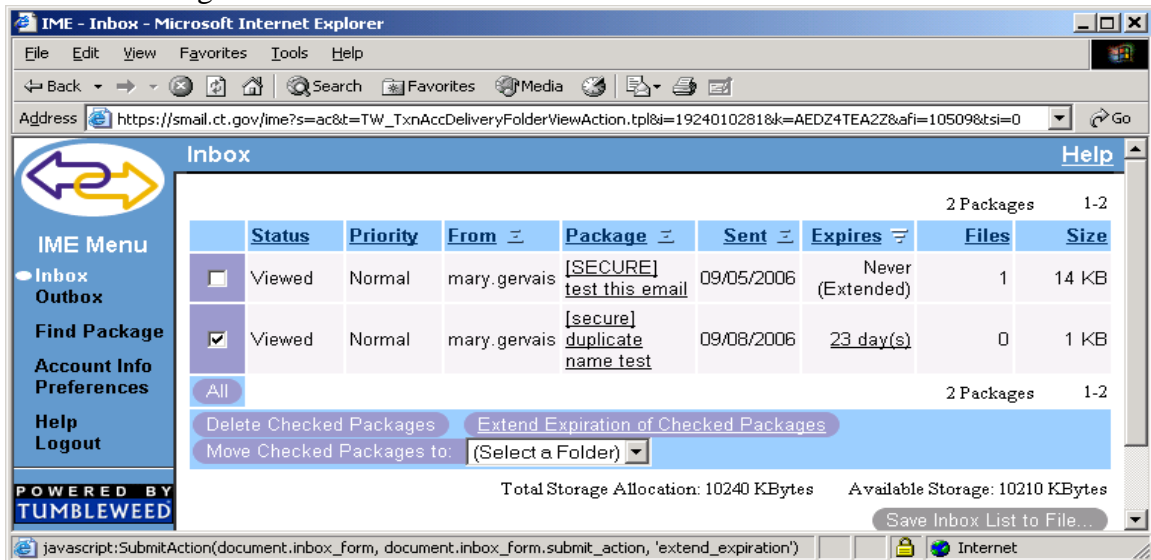 IME - Inbox - Microsoft Internet Explorer
File Edit View Favorites Tools Help
Back Search Favorites Media
Address https://smail.ct.gov/ime?s=ac&t=TW_TxnAccDeliveryFolderViewAction.tpl&i=1924010281&k=AEDZ4TEA2Z&afi=10509&tsi=0 Go
Inbox Help
2 Packages 1-2
IME Menu
Inbox
Outbox
Find Package
Account Info
Preferences
Help
Logout
POWERED BY
TUMBLEWEED
Status Priority From Package Sent Expires Files Size
Viewed Normal mary.gervais [SECURE] test this email 09/05/2006 Never (Extended) 1 14 KB
Viewed Normal mary.gervais [secure] duplicate name test 09/08/2006 23 day(s) 0 1 KB
All 2 Packages 1-2
Delete Checked Packages Extend Expiration of Checked Packages
Move Checked Packages to: (Select a Folder)
Total Storage Allocation: 10240 KBytes Available Storage: 10210 KBytes
Save Inbox List to File...
javascript:SubmitAction(document.inbox_form, document.inbox_form.submit_action, 'extend_expiration') Internet